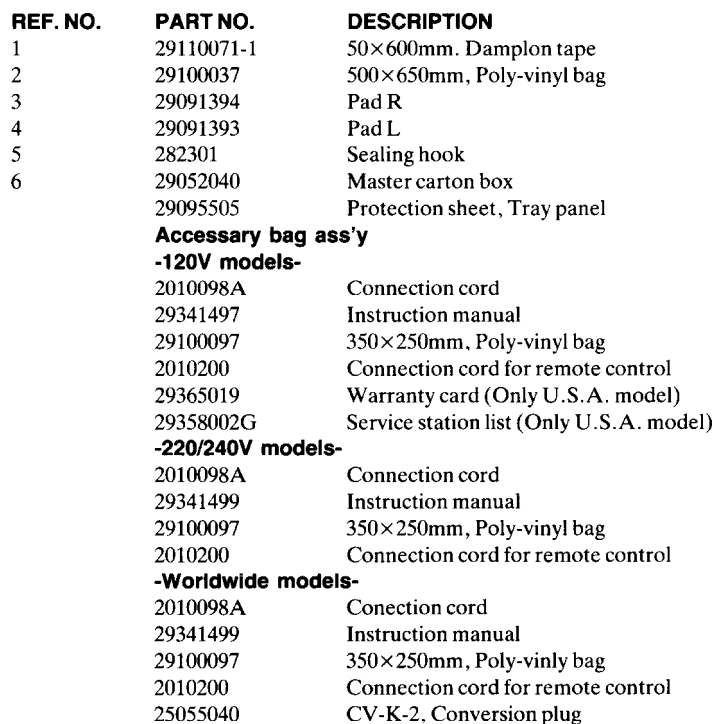 REF. NO. PART NO. DESCRIPTION
1 29110071-1 50×600mm. Damplon tape
2 29100037 500×650mm, Poly-vinyl bag
3 29091394 Pad R
4 29091393 Pad L
5 282301 Sealing hook
6 29052040 Master carton box
29095505 Protection sheet, Tray panel
Accessary bag ass'y
-120V models-
2010098A Connection cord
29341497 Instruction manual
29100097 350×250mm, Poly-vinyl bag
2010200 Connection cord for remote control
29365019 Warranty card (Only U.S.A. model)
29358002G Service station list (Only U.S.A. model)
-220/240V models-
2010098A Connection cord
29341499 Instruction manual
29100097 350×250mm, Poly-vinyl bag
2010200 Connection cord for remote control
-Worldwide models-
2010098A Conection cord
29341499 Instruction manual
29100097 350×250mm, Poly-vinly bag
2010200 Connection cord for remote control
25055040 CV-K-2, Conversion plug